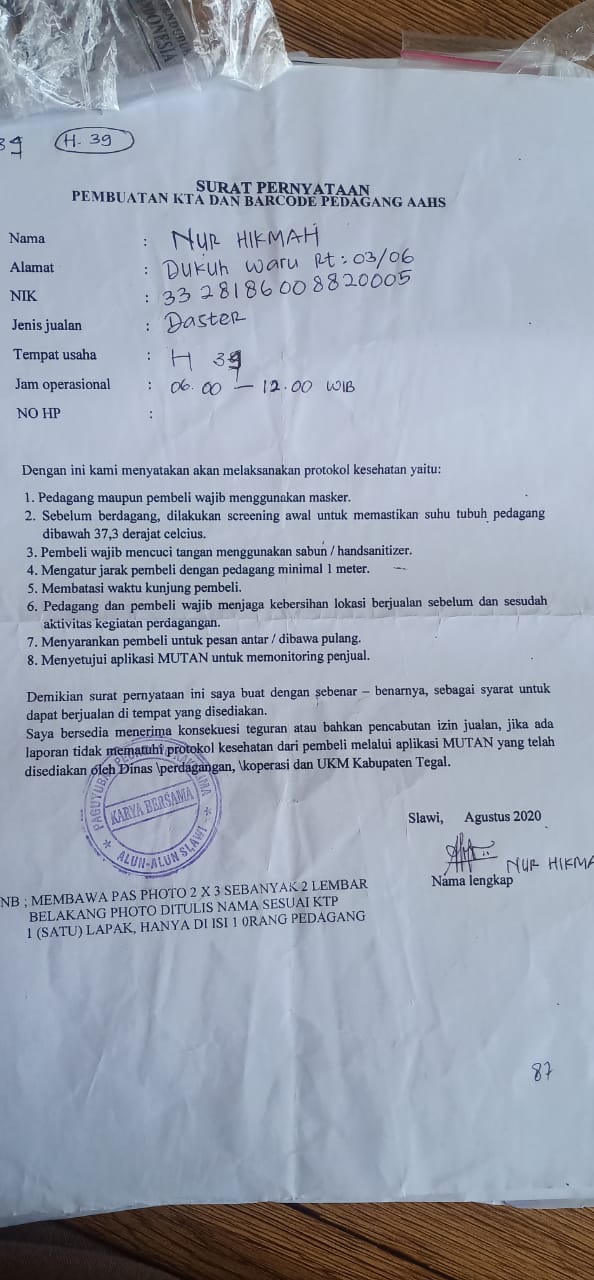 39
H. 39
SURAT PERNYATAAN
PEMBUATAN KTA DAN BARCODE PEDAGANG AAHS
Nama : NUR HIKMAH
Alamat : Dukuh waru Rt: 03/06
NIK : 3328186008820005
Jenis jualan : Daster
Tempat usaha : H 39
Jam operasional : 06.00 – 12.00 WIB
NO HP :
Dengan ini kami menyatakan akan melaksanakan protokol kesehatan yaitu:
1. Pedagang maupun pembeli wajib menggunakan masker.
2. Sebelum berdagang, dilakukan screening awal untuk memastikan suhu tubuh pedagang
dibawah 37,3 derajat celcius.
3. Pembeli wajib mencuci tangan menggunakan sabun / handsanitizer.
4. Mengatur jarak pembeli dengan pedagang minimal 1 meter.
5. Membatasi waktu kunjung pembeli.
6. Pedagang dan pembeli wajib menjaga kebersihan lokasi berjualan sebelum dan sesudah
aktivitas kegiatan perdagangan.
7. Menyarankan pembeli untuk pesan antar / dibawa pulang.
8. Menyetujui aplikasi MUTAN untuk memonitoring penjual.
Demikian surat pernyataan ini saya buat dengan sebenar – benarnya, sebagai syarat untuk
dapat berjualan di tempat yang disediakan.
Saya bersedia menerima konsekuesi teguran atau bahkan pencabutan izin jualan, jika ada
laporan tidak mematuhi protokol kesehatan dari pembeli melalui aplikasi MUTAN yang telah
disediakan oleh Dinas \perdagangan, \koperasi dan UKM Kabupaten Tegal.
KARYA BERSAMA
ALUN-ALUN SLAWI
Slawi, Agustus 2020
NUR HIKMA
Nama lengkap
NB ; MEMBAWA PAS PHOTO 2 X 3 SEBANYAK 2 LEMBAR
BELAKANG PHOTO DITULIS NAMA SESUAI KTP
1 (SATU) LAPAK, HANYA DI ISI 1 0RANG PEDAGANG
87